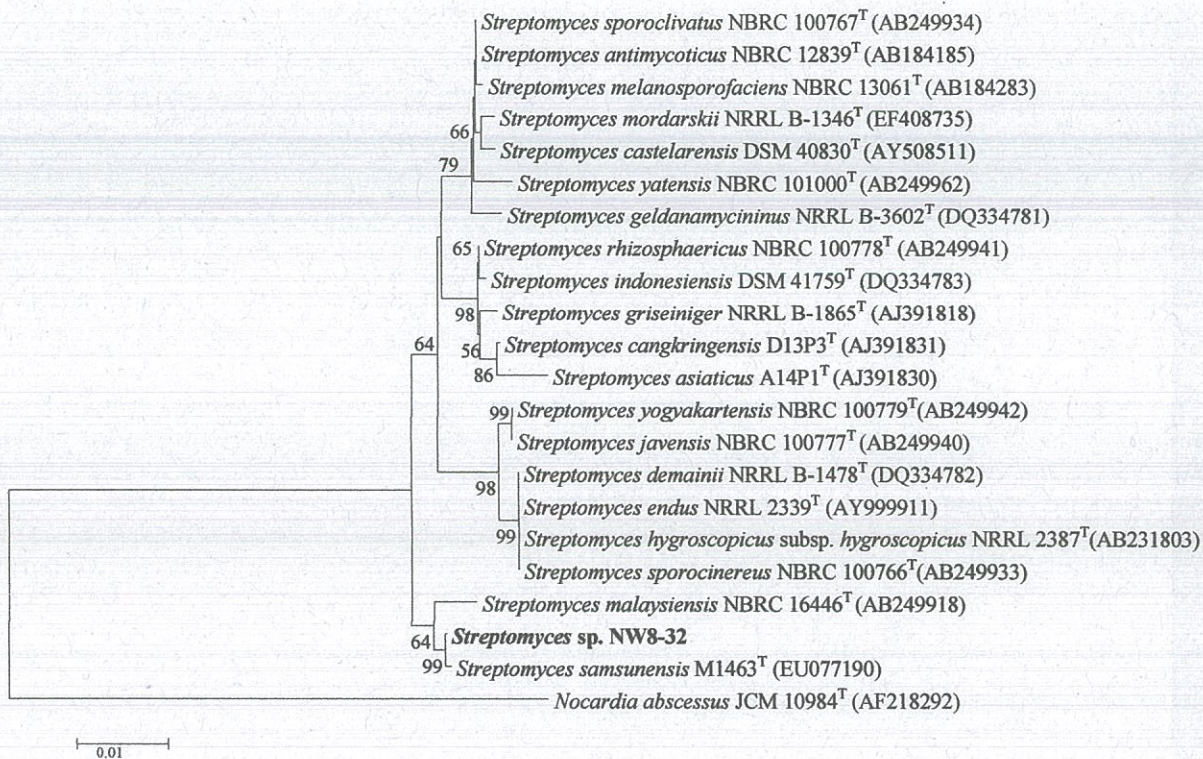 Streptomyces sporoclivatus NBRC 100767T (AB249934)
Streptomyces antimycoticus NBRC 12839T (AB184185)
Streptomyces melanosporofaciens NBRC 13061T (AB184283)
Streptomyces mordarskii NRRL B-1346T (EF408735)
66
Streptomyces castelarensis DSM 40830T (AY508511)
79
Streptomyces yatensis NBRC 101000T (AB249962)
Streptomyces geldanamycininus NRRL B-3602T (DQ334781)
65
Streptomyces rhizosphaericus NBRC 100778T (AB249941)
Streptomyces indonesiensis DSM 41759T (DQ334783)
98
Streptomyces griseiniger NRRL B-1865T (AJ391818)
64
56
Streptomyces cangkringensis D13P3T (AJ391831)
86
Streptomyces asiaticus A14P1T (AJ391830)
99
Streptomyces yogyakartensis NBRC 100779T(AB249942)
Streptomyces javensis NBRC 100777T (AB249940)
Streptomyces demainii NRRL B-1478T (DQ334782)
98
Streptomyces endus NRRL 2339T (AY999911)
99
Streptomyces hygroscopicus subsp. hygroscopicus NRRL 2387T(AB231803)
Streptomyces sporocinereus NBRC 100766T(AB249933)
Streptomyces malaysiensis NBRC 16446T (AB249918)
64
Streptomyces sp. NW8-32
99
Streptomyces samsunensis M1463T (EU077190)
Nocardia abscessus JCM 10984T (AF218292)
0.01